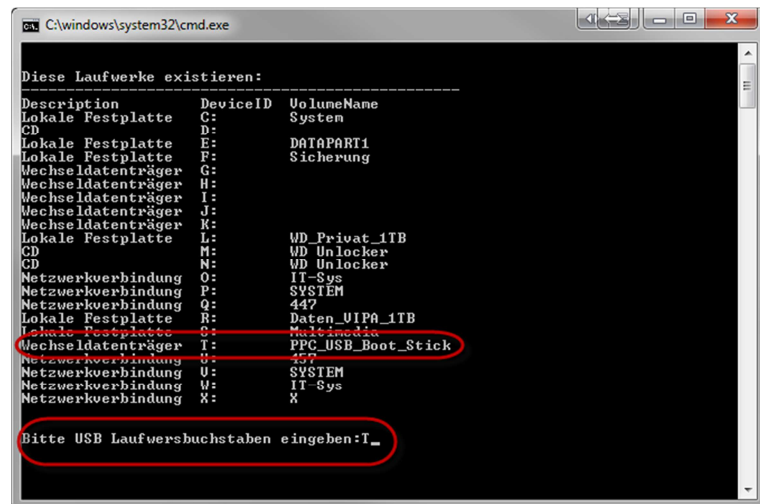 C:\windows\system32\cmd.exe
Diese Laufwerke existieren:
------------------------------------------------
Description DeviceID VolumeName
Lokale Festplatte C: System
CD D:
Lokale Festplatte E: DATAPART1
Lokale Festplatte F: Sicherung
Wechseldatenträger G:
Wechseldatenträger H:
Wechseldatenträger I:
Wechseldatenträger J:
Wechseldatenträger K:
Lokale Festplatte L: WD_Privat_1TB
CD M: WD Unlocker
CD N: WD Unlocker
Netzwerkverbindung O: IT-Sys
Netzwerkverbindung P: SYSTEM
Netzwerkverbindung Q: 447
Lokale Festplatte R: Daten_VIPA_1TB
Lokale Festplatte S: Multimedia
Wechseldatenträger T: PPC_USB_Boot_Stick
Netzwerkverbindung U: 457
Netzwerkverbindung V: SYSTEM
Netzwerkverbindung W: IT-Sys
Netzwerkverbindung X: X
Bitte USB Laufwersbuchstaben eingeben:T_